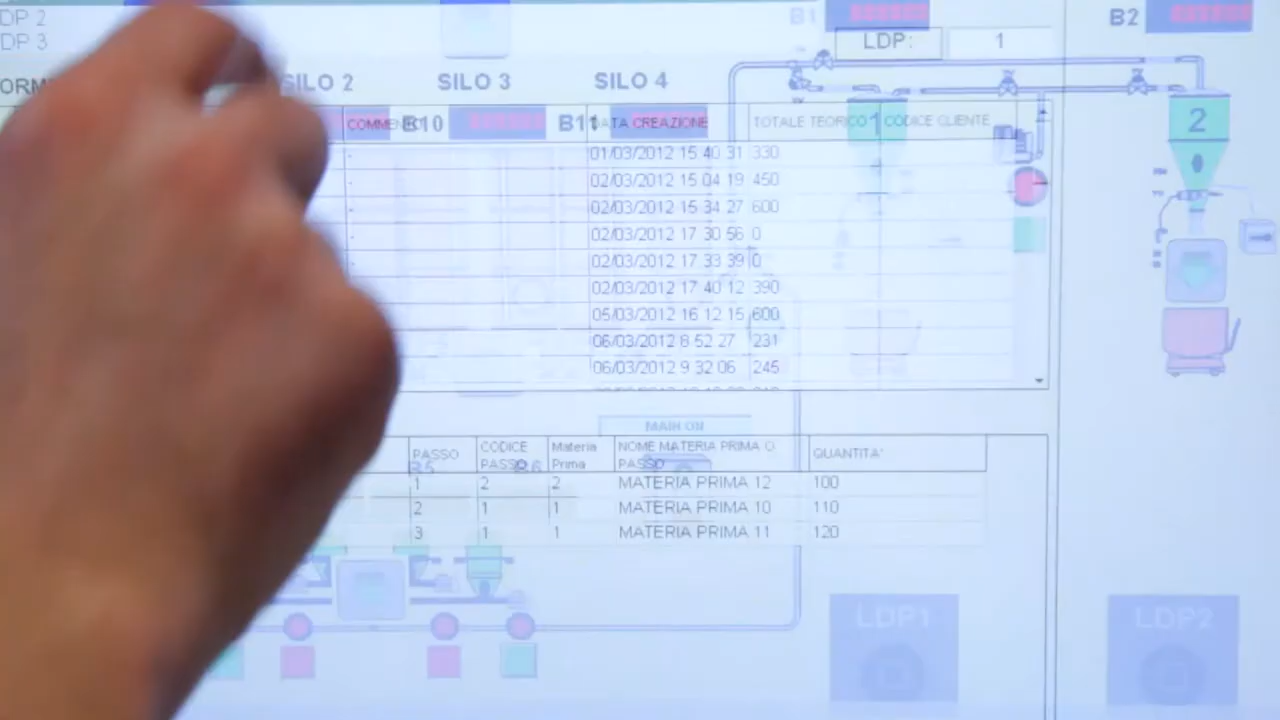 DP 2
DP 3
B1
B2
LDP: 1
SILO 2 SILO 3 SILO 4
B10 B11
DATA CREAZIONE TOTALE TEORICO CODICE CLIENTE
1
2
01/03/2012 15 40 31 330
02/03/2012 15 04 19 450
02/03/2012 15 34 27 600
02/03/2012 17 30 56 0
02/03/2012 17 33 39 0
02/03/2012 17 40 12 390
05/03/2012 16 12 15 600
06/03/2012 8 52 27 231
06/03/2012 9 32 06 245
MAIN ON
PASSO CODICE PASSO Materia Prima NOME MATERIA PRIMA O PASSO QUANTITA'
B5 B6
1 2 2 MATERIA PRIMA 12 100
2 1 1 MATERIA PRIMA 10 110
3 1 1 MATERIA PRIMA 11 120
LDP1 LDP2